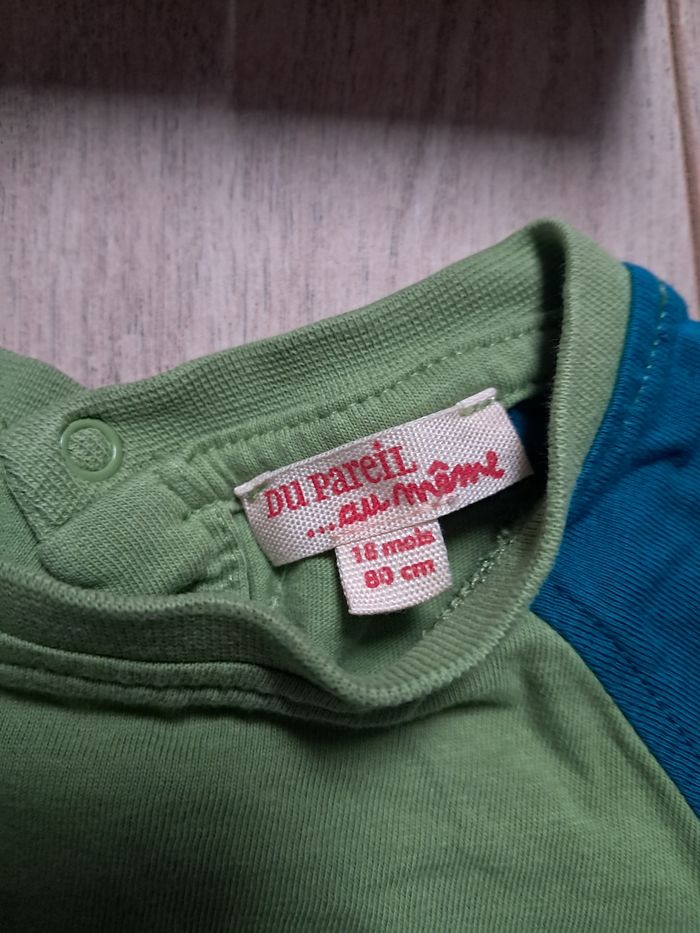 DU PAREIL
...au même
18 mois
80 cm